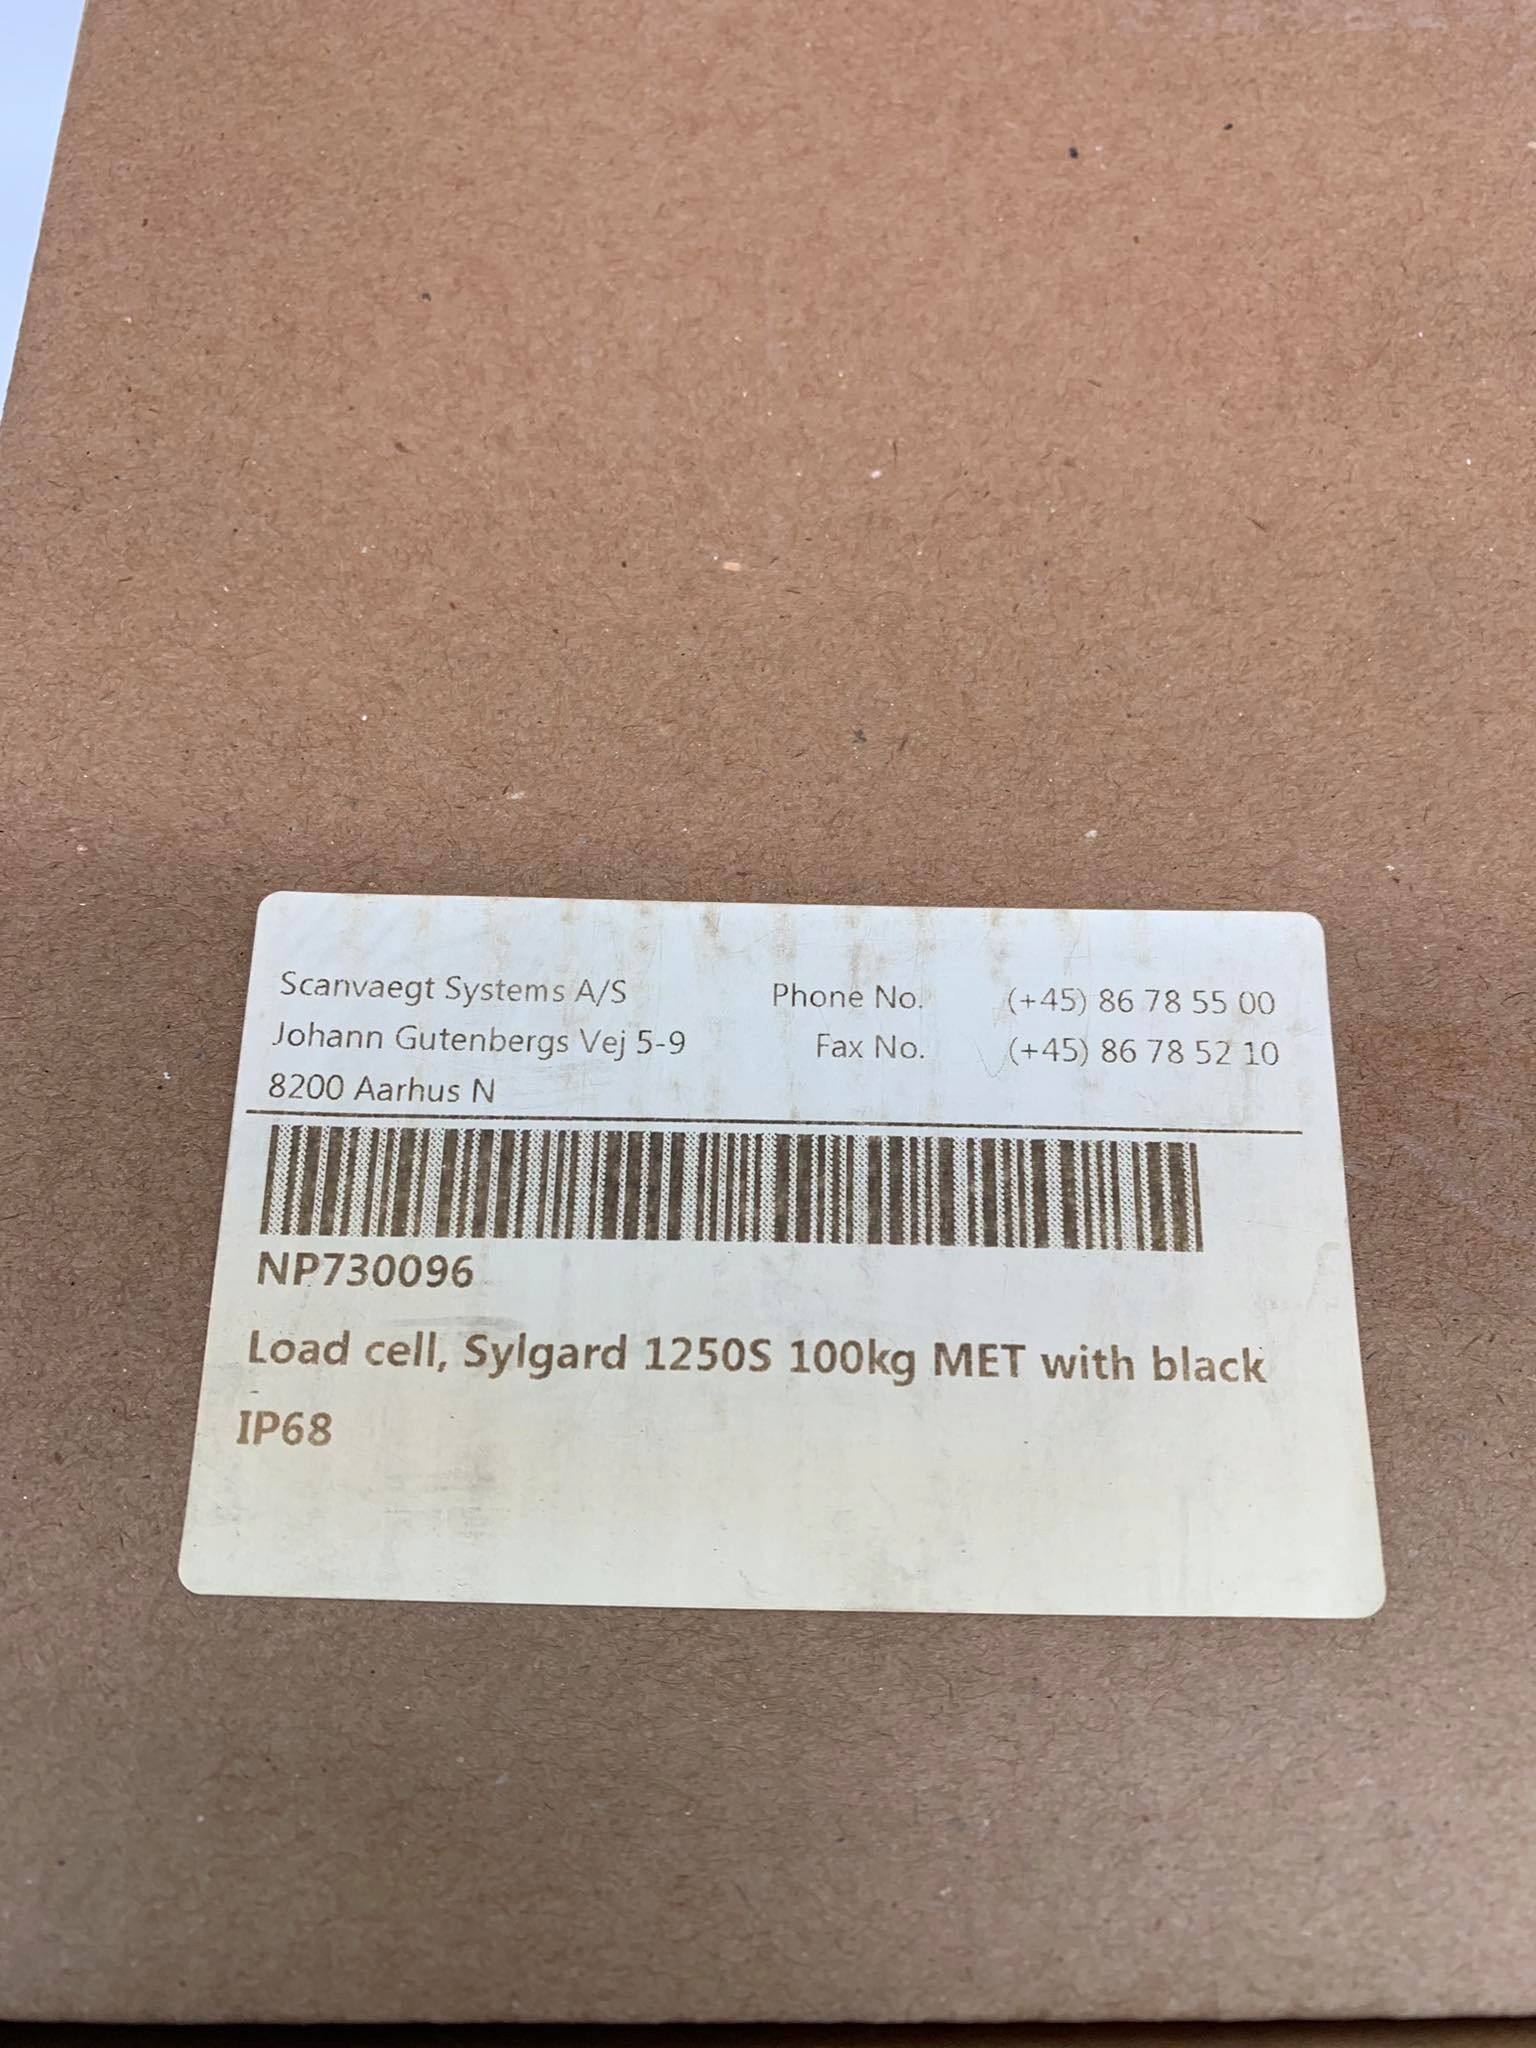 Scanvaegt Systems A/S Phone No. (+45) 86 78 55 00
Johann Gutenbergs Vej 5-9 Fax No. (+45) 86 78 52 10
8200 Aarhus N
NP730096
Load cell, Sylgard 1250S 100kg MET with black
IP68